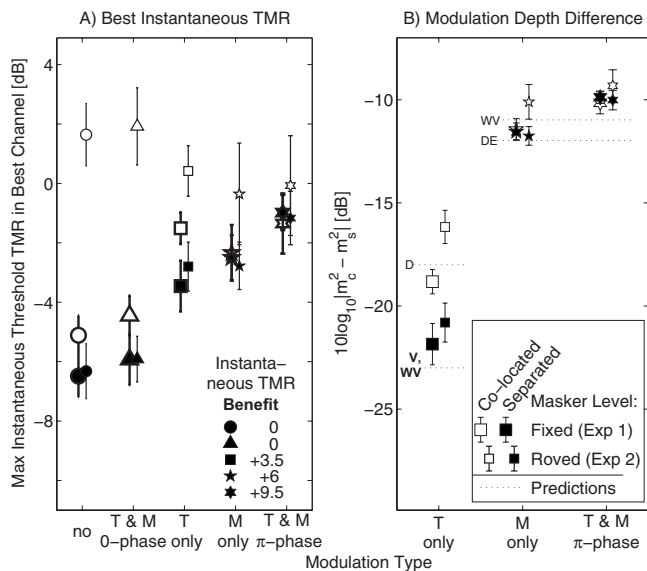 A) Best Instantaneous TMR
Max Instantaneous Threshold TMR in Best Channel [dB]
4
0
−4
−8
Instanta-
neous TMR
Benefit
0
0
+3.5
+6
+9.5
no
T & M
0-phase
T
only
M
only
T & M
π-phase
B) Modulation Depth Difference
10log₁₀|m²c − m²s| [dB]
−10
−15
−20
−25
WV
DE
D
V,
WV
Co-located
Separated
Masker Level:
Fixed (Exp 1)
Roved (Exp 2)
Predictions
T
only
M
only
T & M
π-phase
Modulation Type